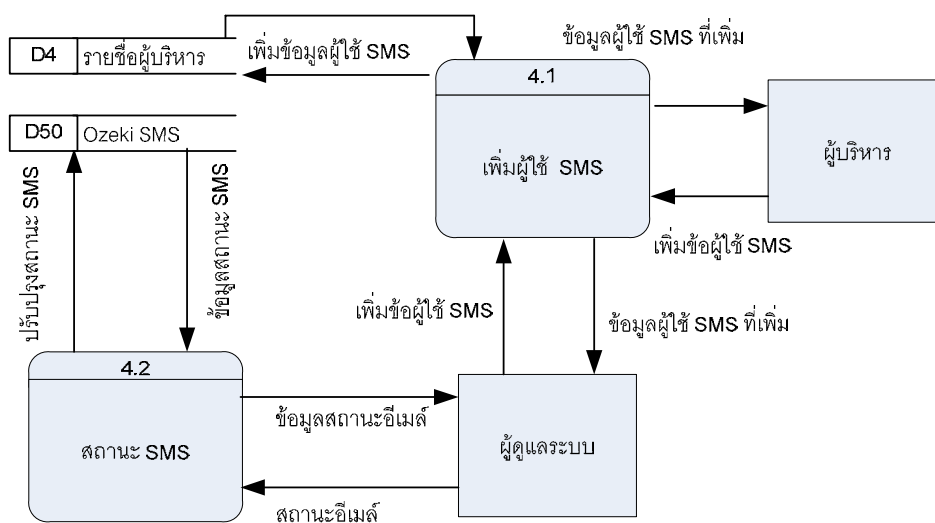 D4 รายชื่อผู้บริหาร
เพิ่มข้อมูลผู้ใช้ SMS
ข้อมูลผู้ใช้ SMS ที่เพิ่ม
4.1
เพิ่มผู้ใช้ SMS
ผู้บริหาร
D50 Ozeki SMS
ปรับปรุงสถานะ SMS
ข้อมูลสถานะ SMS
เพิ่มข้อผู้ใช้ SMS
เพิ่มข้อผู้ใช้ SMS
ข้อมูลผู้ใช้ SMS ที่เพิ่ม
4.2
สถานะ SMS
ข้อมูลสถานะอีเมล์
ผู้ดูแลระบบ
สถานะอีเมล์